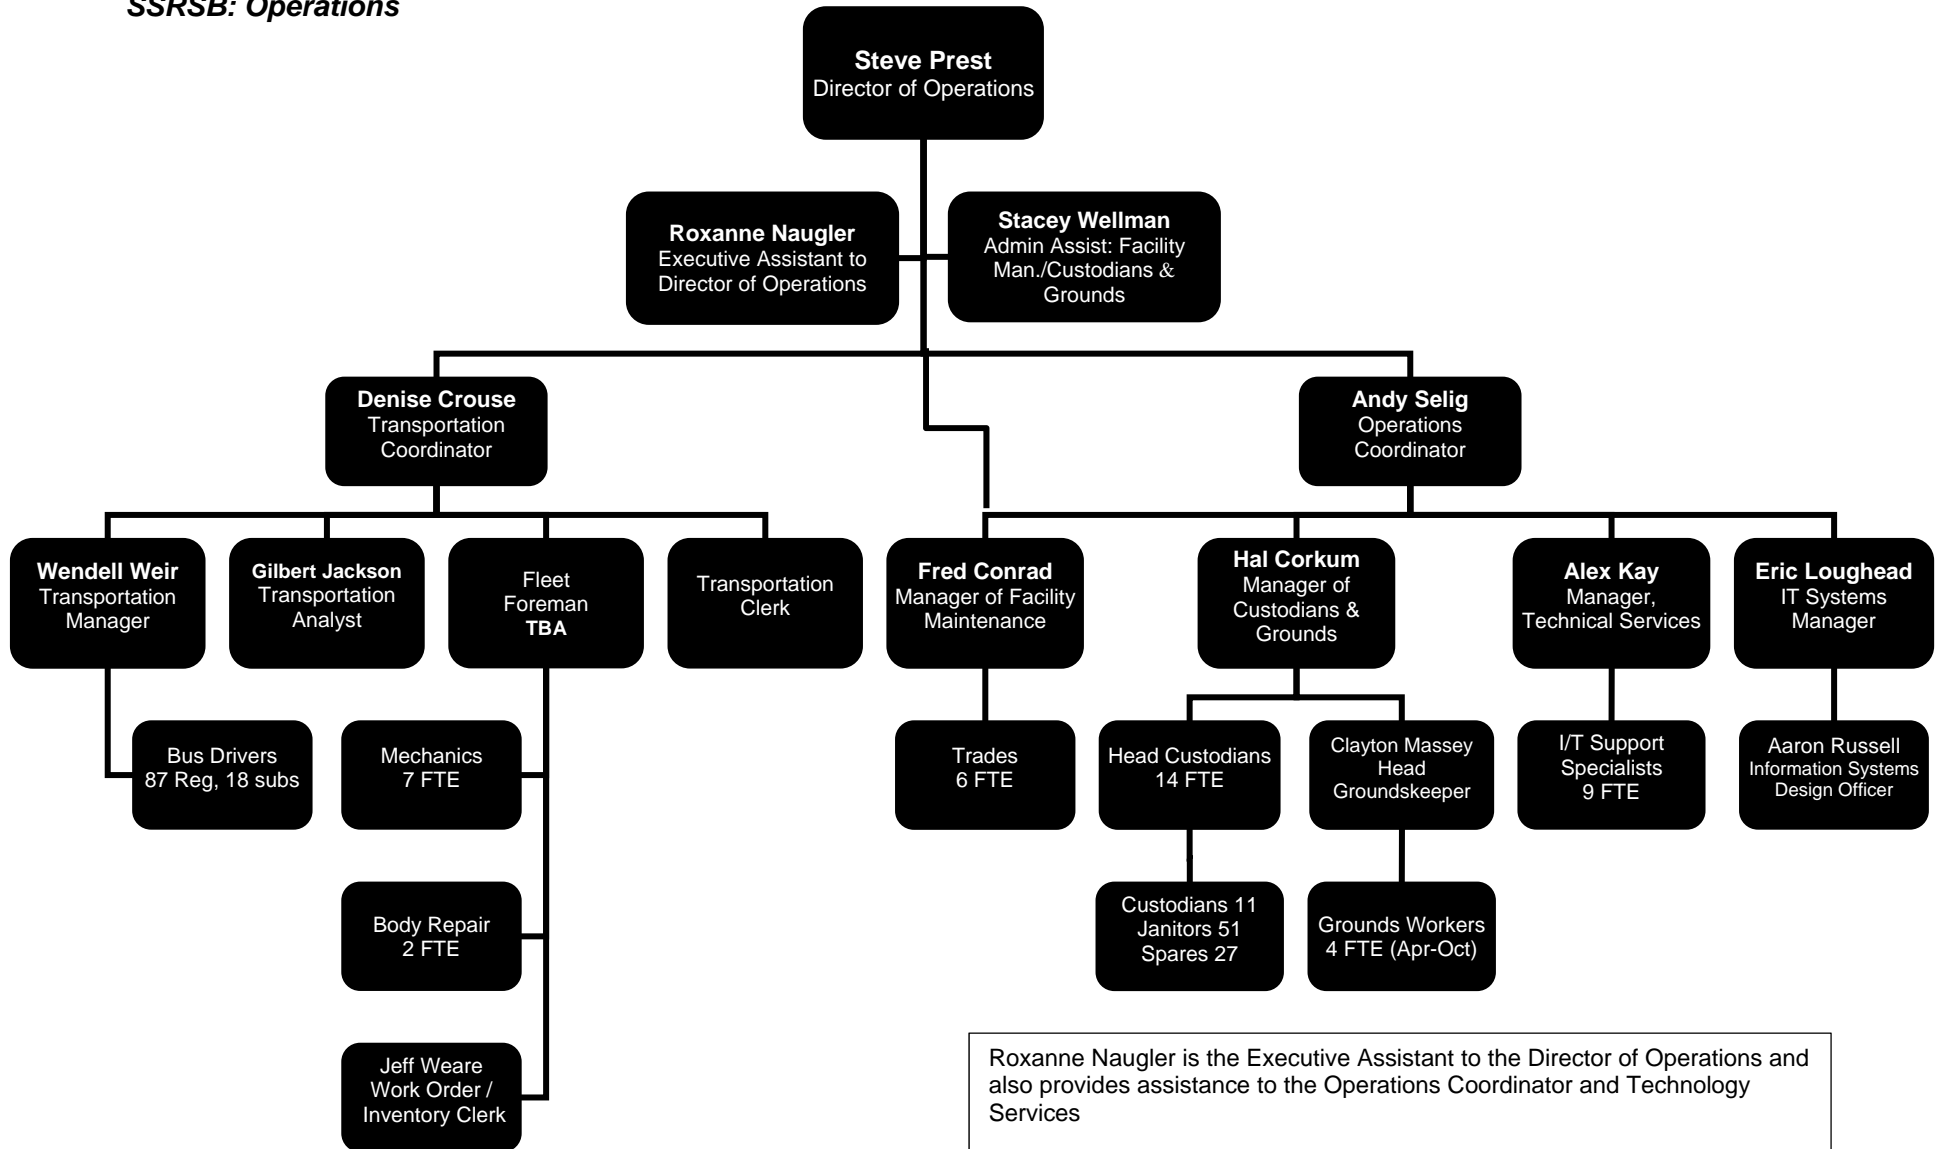 SSRSB: Operations
Steve Prest
Director of Operations
Roxanne Naugler
Executive Assistant to
Director of Operations
Stacey Wellman
Admin Assist: Facility
Man./Custodians &
Grounds
Denise Crouse
Transportation
Coordinator
Andy Selig
Operations
Coordinator
Wendell Weir
Transportation
Manager
Gilbert Jackson
Transportation
Analyst
Fleet
Foreman
TBA
Transportation
Clerk
Fred Conrad
Manager of Facility
Maintenance
Hal Corkum
Manager of
Custodians &
Grounds
Alex Kay
Manager,
Technical Services
Eric Loughead
IT Systems
Manager
Bus Drivers
87 Reg, 18 subs
Mechanics
7 FTE
Trades
6 FTE
Head Custodians
14 FTE
Clayton Massey
Head
Groundskeeper
I/T Support
Specialists
9 FTE
Aaron Russell
Information Systems
Design Officer
Body Repair
2 FTE
Custodians 11
Janitors 51
Spares 27
Grounds Workers
4 FTE (Apr-Oct)
Jeff Weare
Work Order /
Inventory Clerk
Roxanne Naugler is the Executive Assistant to the Director of Operations and
also provides assistance to the Operations Coordinator and Technology
Services